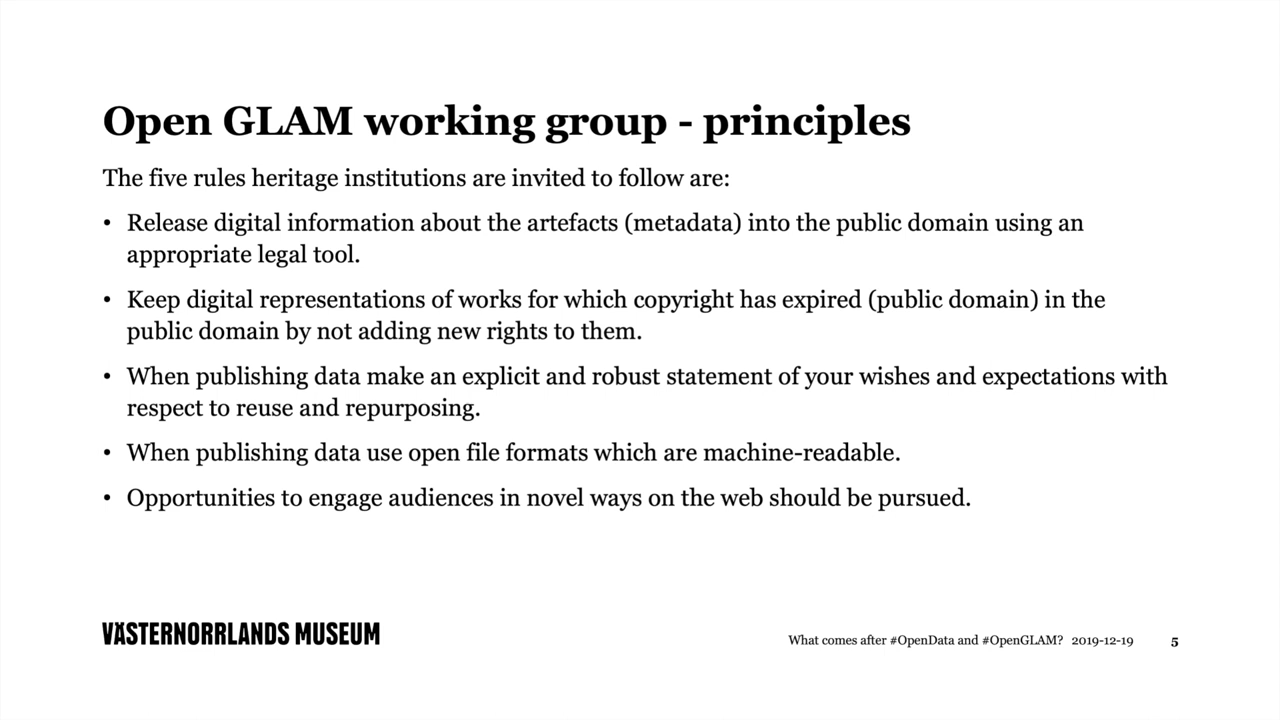 Open GLAM working group - principles
The five rules heritage institutions are invited to follow are:
• Release digital information about the artefacts (metadata) into the public domain using an
appropriate legal tool.
• Keep digital representations of works for which copyright has expired (public domain) in the
public domain by not adding new rights to them.
• When publishing data make an explicit and robust statement of your wishes and expectations with
respect to reuse and repurposing.
• When publishing data use open file formats which are machine-readable.
• Opportunities to engage audiences in novel ways on the web should be pursued.
VÄSTERNORRLANDS MUSEUM
What comes after #OpenData and #OpenGLAM? 2019-12-19 5